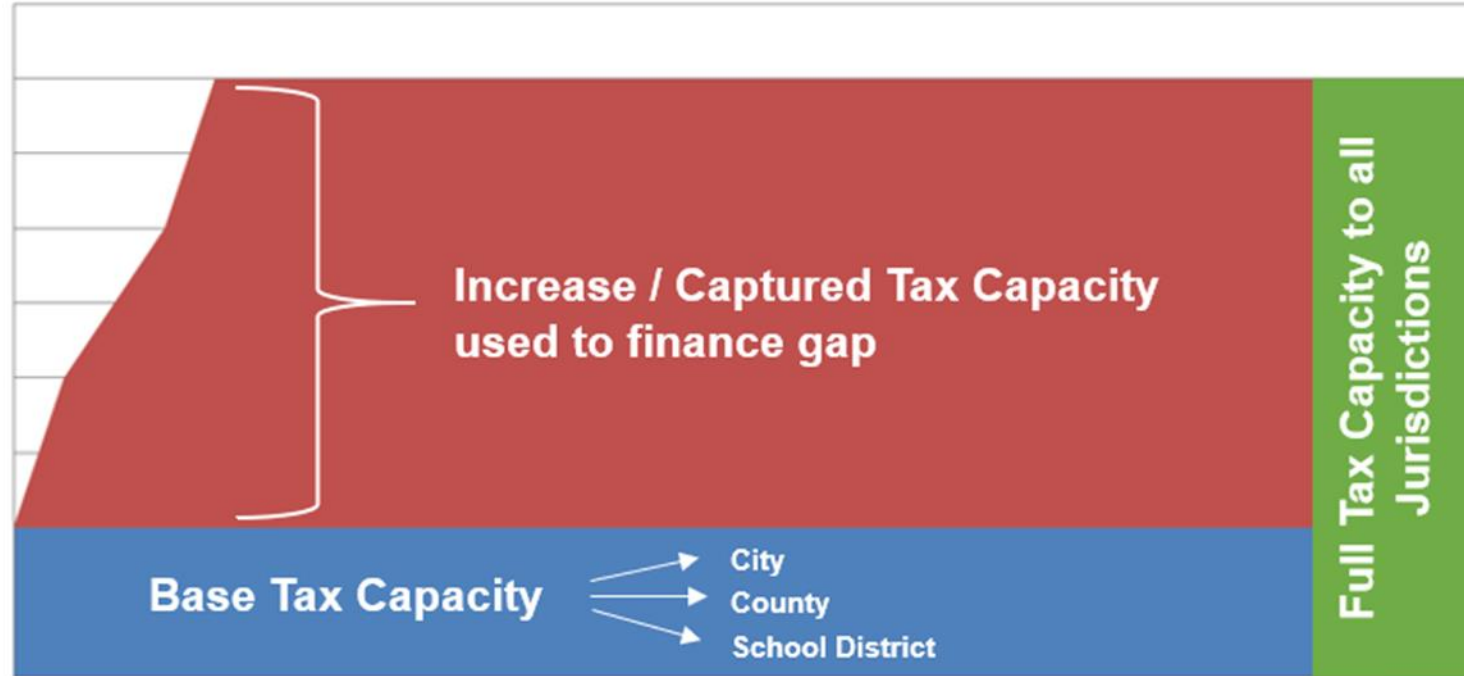 Increase / Captured Tax Capacity
used to finance gap
Base Tax Capacity
City
County
School District
Full Tax Capacity to all
Jurisdictions